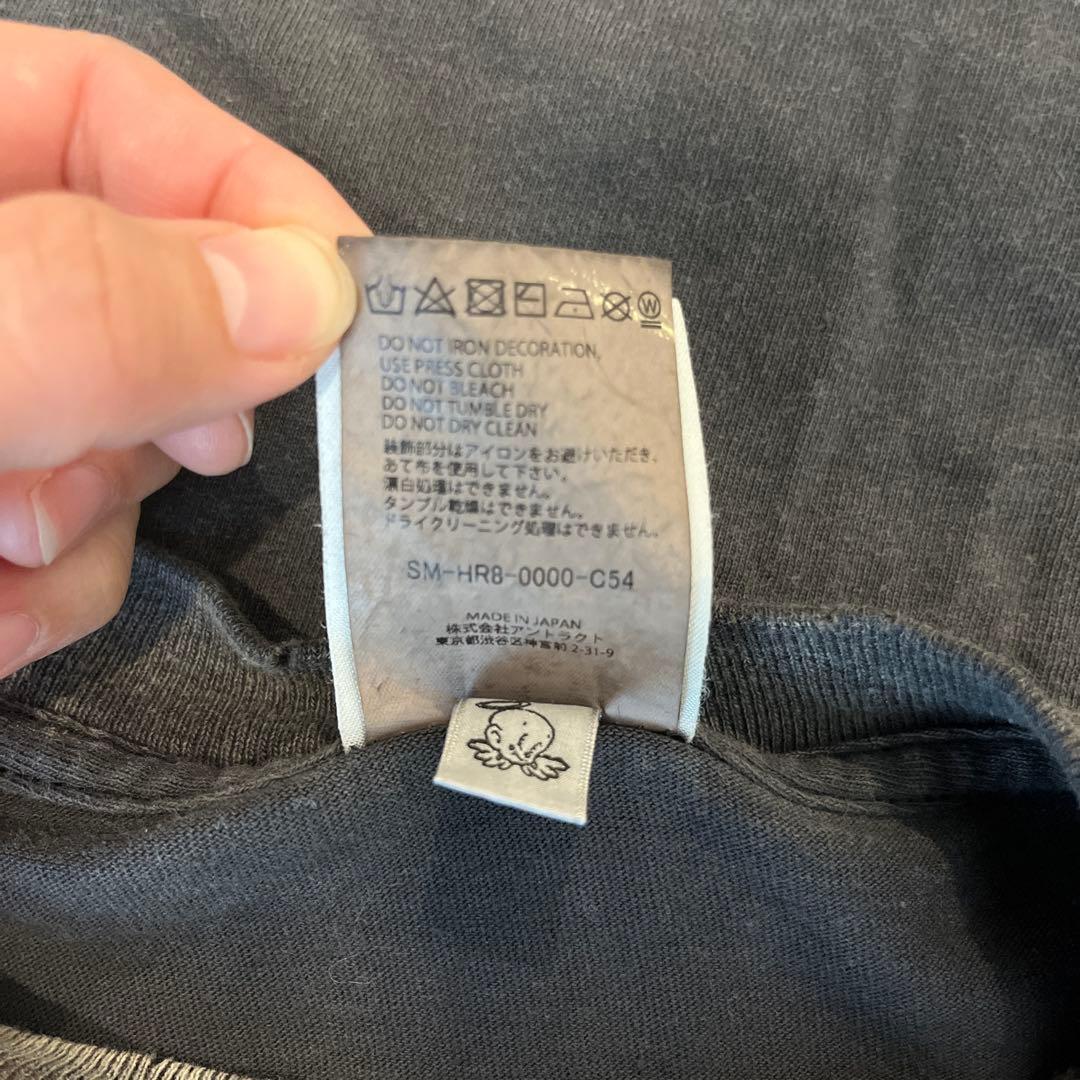 W
DO NOT IRON DECORATION,
USE PRESS CLOTH
DO NOT BLEACH
DO NOT TUMBLE DRY
DO NOT DRY CLEAN
装飾部分はアイロンをお避けいただき、
あて布を使用して下さい。
漂白処理はできません。
タンブル乾燥はできません。
ドライクリーニング処理はできません。
SM-HR8-0000-C54
MADE IN JAPAN
株式会社アントラクト
東京都渋谷区神宮前2-31-9